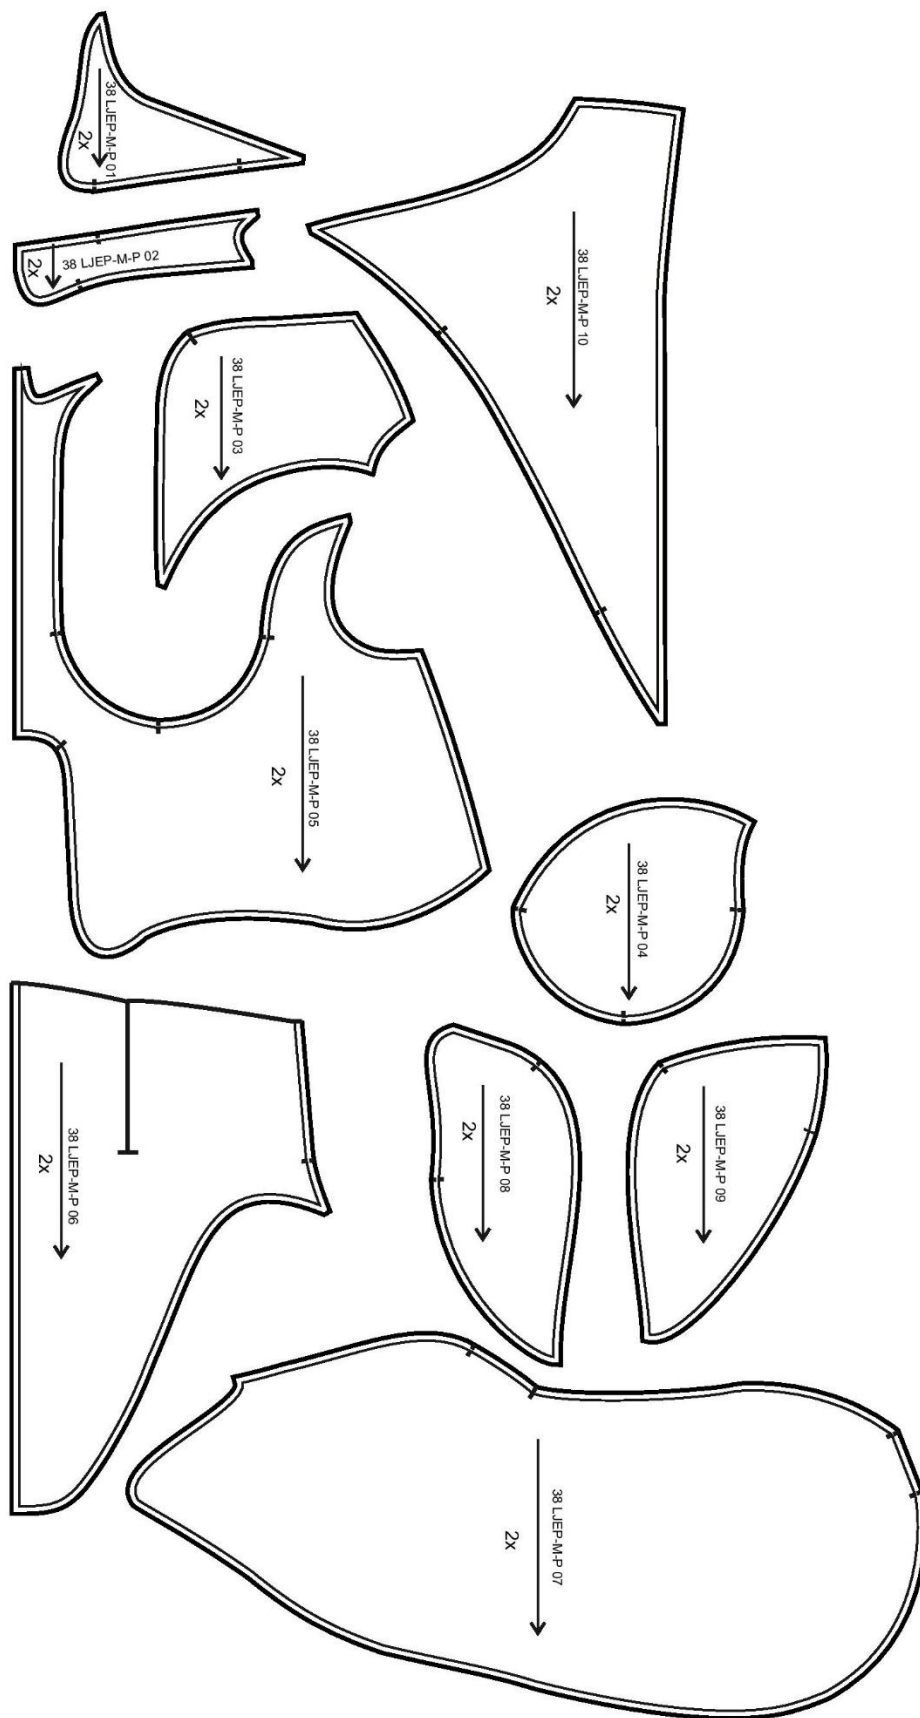 38 LJEP-M-P 01
2x
38 LJEP-M-P 02
2x
38 LJEP-M-P 10
2x
38 LJEP-M-P 03
2x
38 LJEP-M-P 05
2x
38 LJEP-M-P 04
2x
38 LJEP-M-P 08
2x
38 LJEP-M-P 09
2x
38 LJEP-M-P 06
2x
38 LJEP-M-P 07
2x